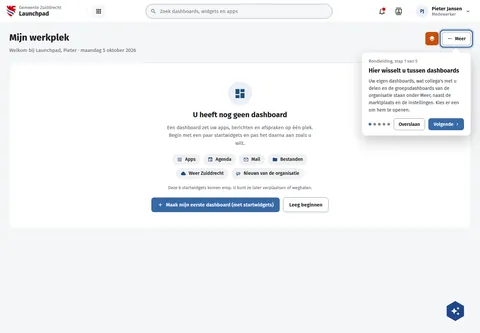 Gemeente Zuiddrecht
Launchpad
Zoek dashboards, widgets en apps
PJ
Pieter Jansen
Medewerker
Mijn werkplek
Welkom bij Launchpad, Pieter · maandag 5 oktober 2026
Meer
Rondleiding, stap 1 van 5
Hier wisselt u tussen dashboards
Uw eigen dashboards, wat collega's met u
delen en de groepsdashboards van de
organisatie staan onder Meer, naast de
marktplaats en de instellingen. Kies er een
om hem te openen.
Overslaan
Volgende
U heeft nog geen dashboard
Een dashboard zet uw apps, berichten en afspraken op één plek.
Begin met een paar startwidgets en pas het daarna aan zoals u
wilt.
Apps
Agenda
Mail
Bestanden
Weer Zuiddrecht
Nieuws van de organisatie
Deze 6 startwidgets komen erop. U kunt ze later verplaatsen of weghalen.
Maak mijn eerste dashboard (met startwidgets)
Leeg beginnen